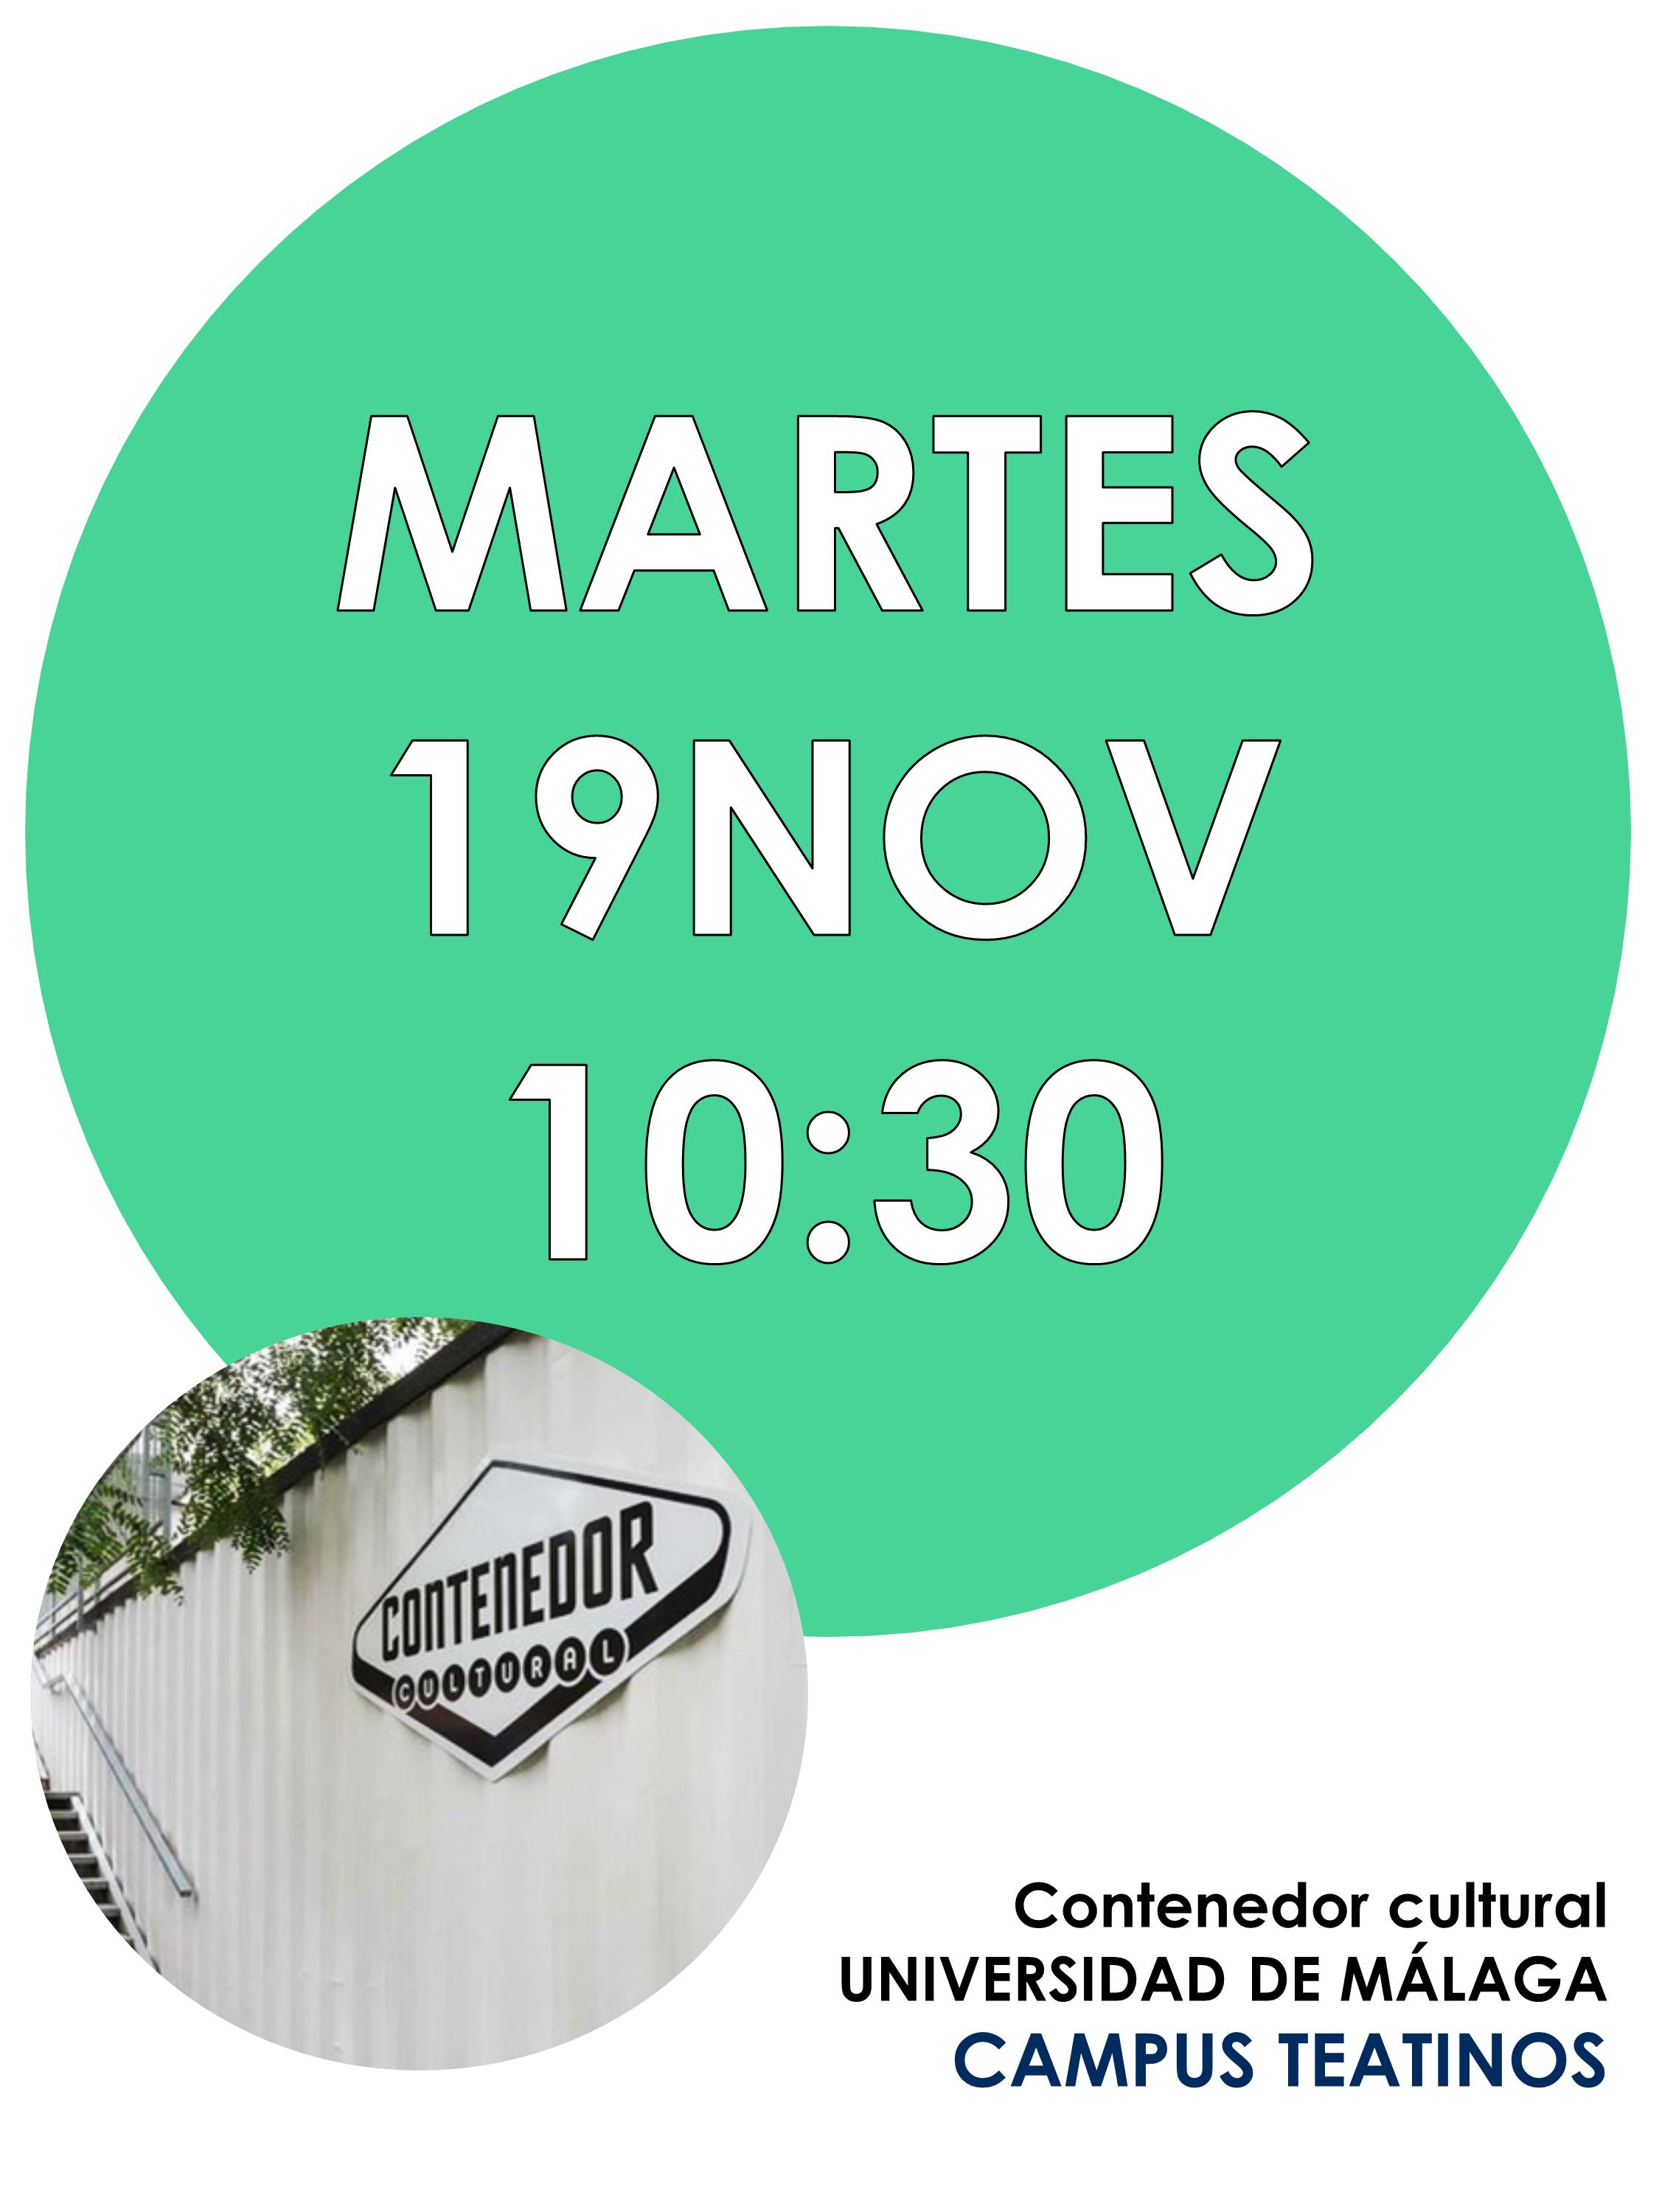 MARTES
19NOV
10:30
CONTENEDOR
CULTURAL
Contenedor cultural
UNIVERSIDAD DE MÁLAGA
CAMPUS TEATINOS